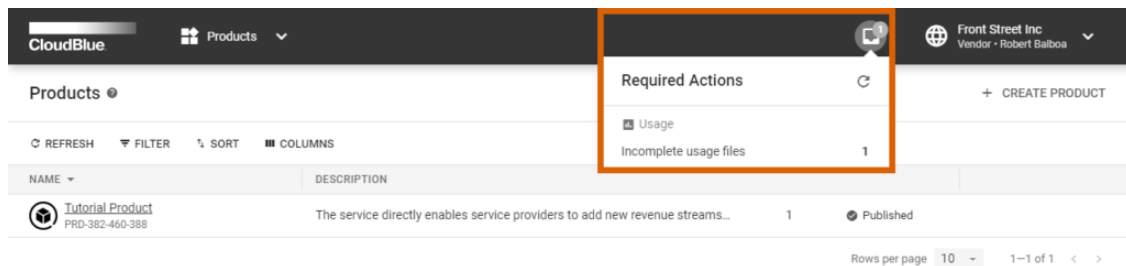 CloudBlue.
Products
1
Front Street Inc
Vendor • Robert Balboa
Products
Required Actions
+ CREATE PRODUCT
Usage
REFRESH FILTER SORT COLUMNS
Incomplete usage files 1
NAME DESCRIPTION
Tutorial Product
PRD-382-460-388
The service directly enables service providers to add new revenue streams... 1 Published
Rows per page 10 1–1 of 1